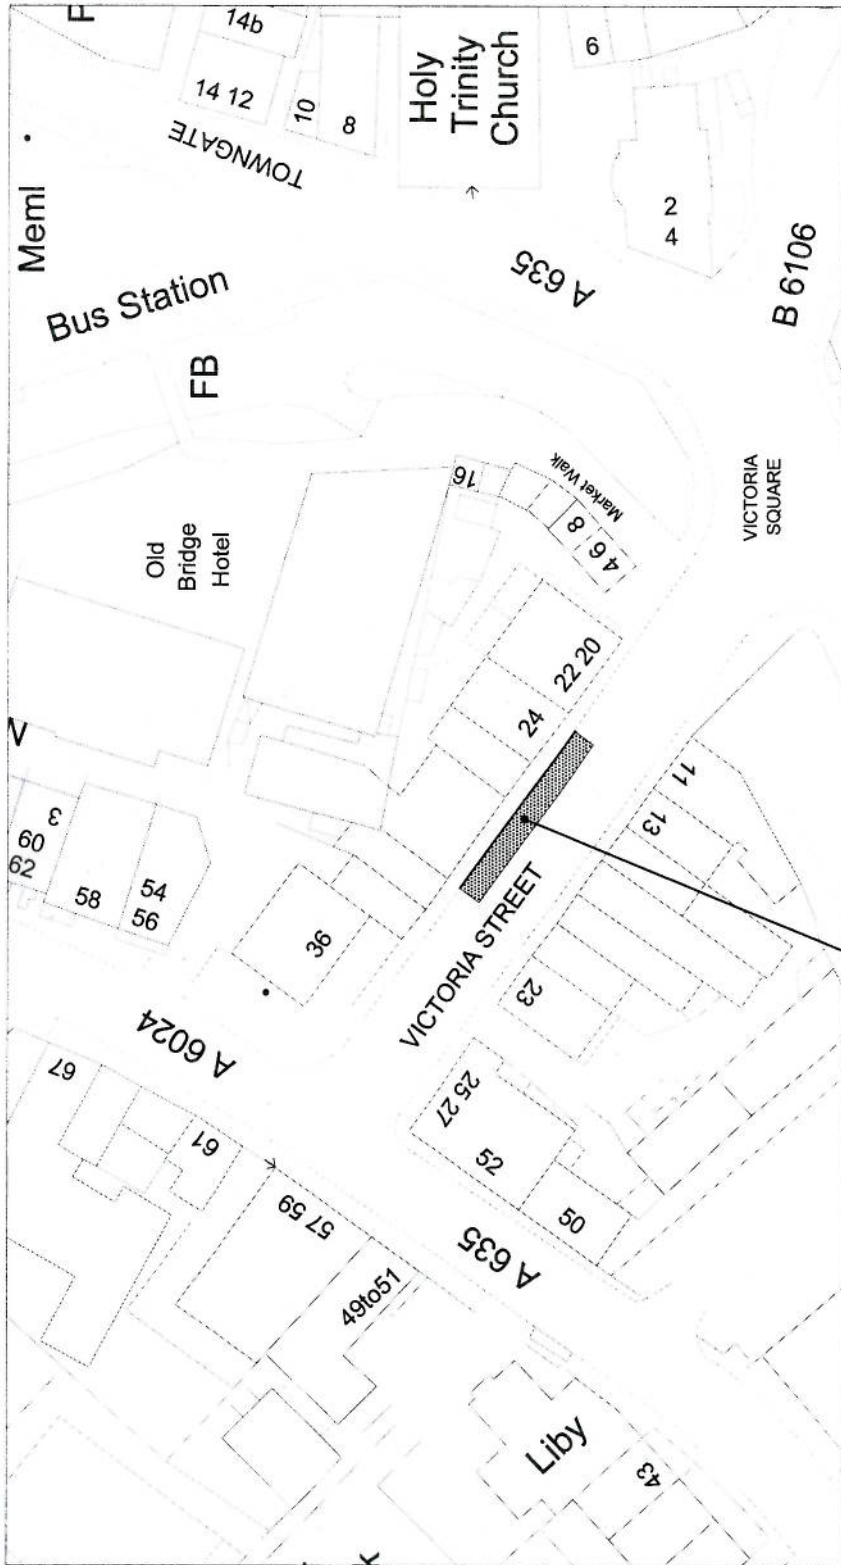 P
14b
14 12
10
8
Holy
Trinity
Church
6
TOWNGATE
Meml
2
4
A 635
B 6106
Bus Station
FB
16
Market Walk
8
4 6
VICTORIA
SQUARE
Old
Bridge
Hotel
22 20
24
N
11
13
3
60
62
58
54
56
36
VICTORIA STREET
23
A 6024
67
61
25 27
52
50
57 59
A 635
49to51
Liby
43
k